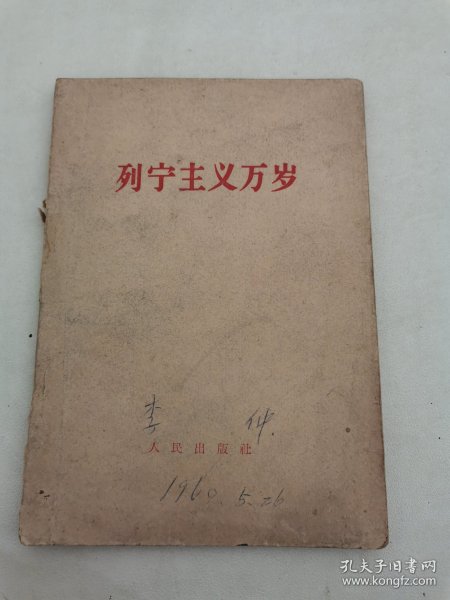 列宁主义万岁
李 仲
人民出版社
1960.5.26
孔夫子旧书网
www.kongfz.com